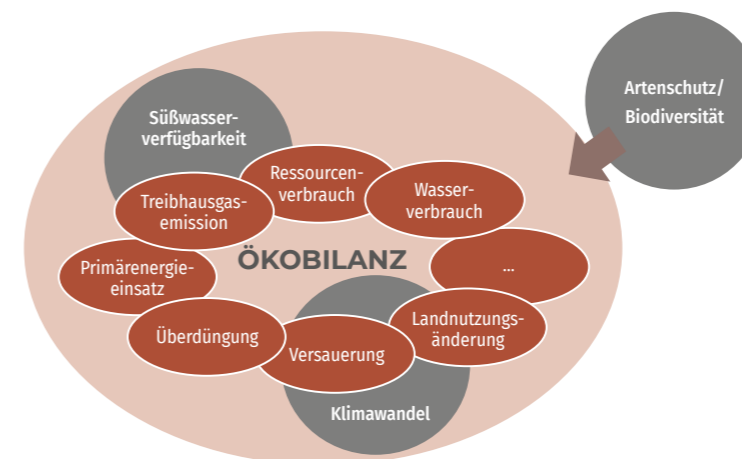 Artenschutz/
Biodiversität
Süßwasser-
verfügbarkeit
Ressourcen-
verbrauch
Wasser-
verbrauch
Treibhausgas-
emission
ÖKOBILANZ
...
Primärenergie-
einsatz
Landnutzungs-
änderung
Überdüngung
Versauerung
Klimawandel